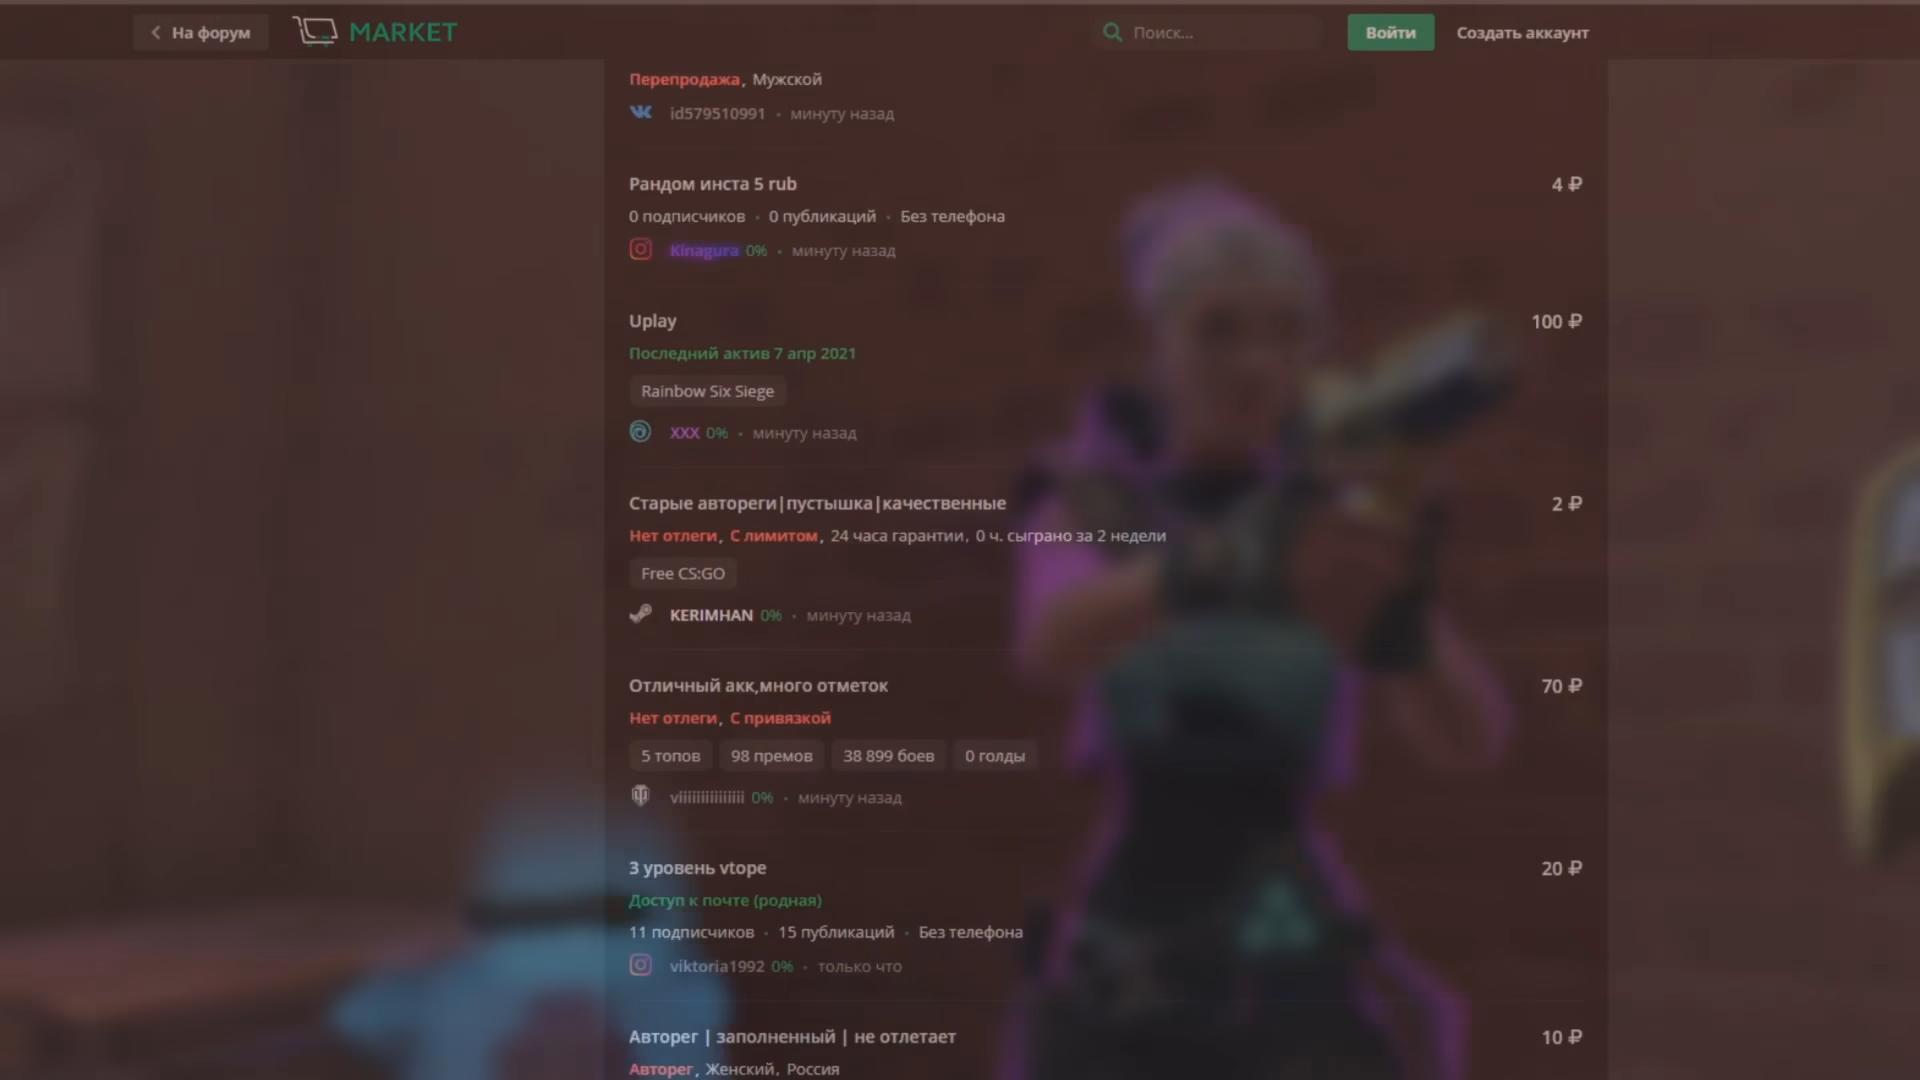 На форум
MARKET
Поиск...
Войти
Создать аккаунт
Перепродажа, Мужской
id579510991 • минуту назад
Рандом инста 5 rub
4 ₽
0 подписчиков • 0 публикаций • Без телефона
Kinagura 0% • минуту назад
Uplay
100 ₽
Последний актив 7 апр 2021
Rainbow Six Siege
XXX 0% • минуту назад
Старые автореги|пустышка|качественные
2 ₽
Нет отлеги, С лимитом, 24 часа гарантии, 0 ч. сыграно за 2 недели
Free CS:GO
KERIMHAN 0% • минуту назад
Отличный акк,много отметок
70 ₽
Нет отлеги, С привязкой
5 топов 98 премов 38 899 боев 0 голды
0% • минуту назад
3 уровень vtope
20 ₽
Доступ к почте (родная)
11 подписчиков • 15 публикаций • Без телефона
viktoria1992 0% • только что
Авторег | заполненный | не отлетает
10 ₽
Авторег, Женский, Россия